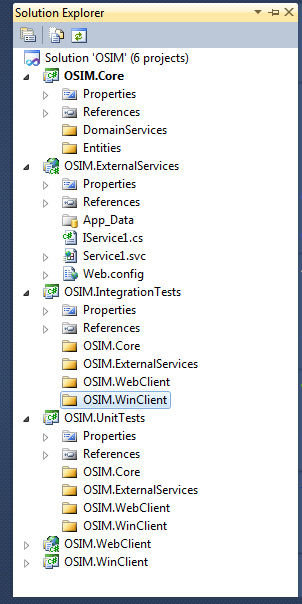 Solution Explorer
Solution 'OSIM' (6 projects)
OSIM.Core
Properties
References
DomainServices
Entities
OSIM.ExternalServices
Properties
References
App_Data
IService1.cs
Service1.svc
Web.config
OSIM.IntegrationTests
Properties
References
OSIM.Core
OSIM.ExternalServices
OSIM.WebClient
OSIM.WinClient
OSIM.UnitTests
Properties
References
OSIM.Core
OSIM.ExternalServices
OSIM.WebClient
OSIM.WinClient
OSIM.WebClient
OSIM.WinClient